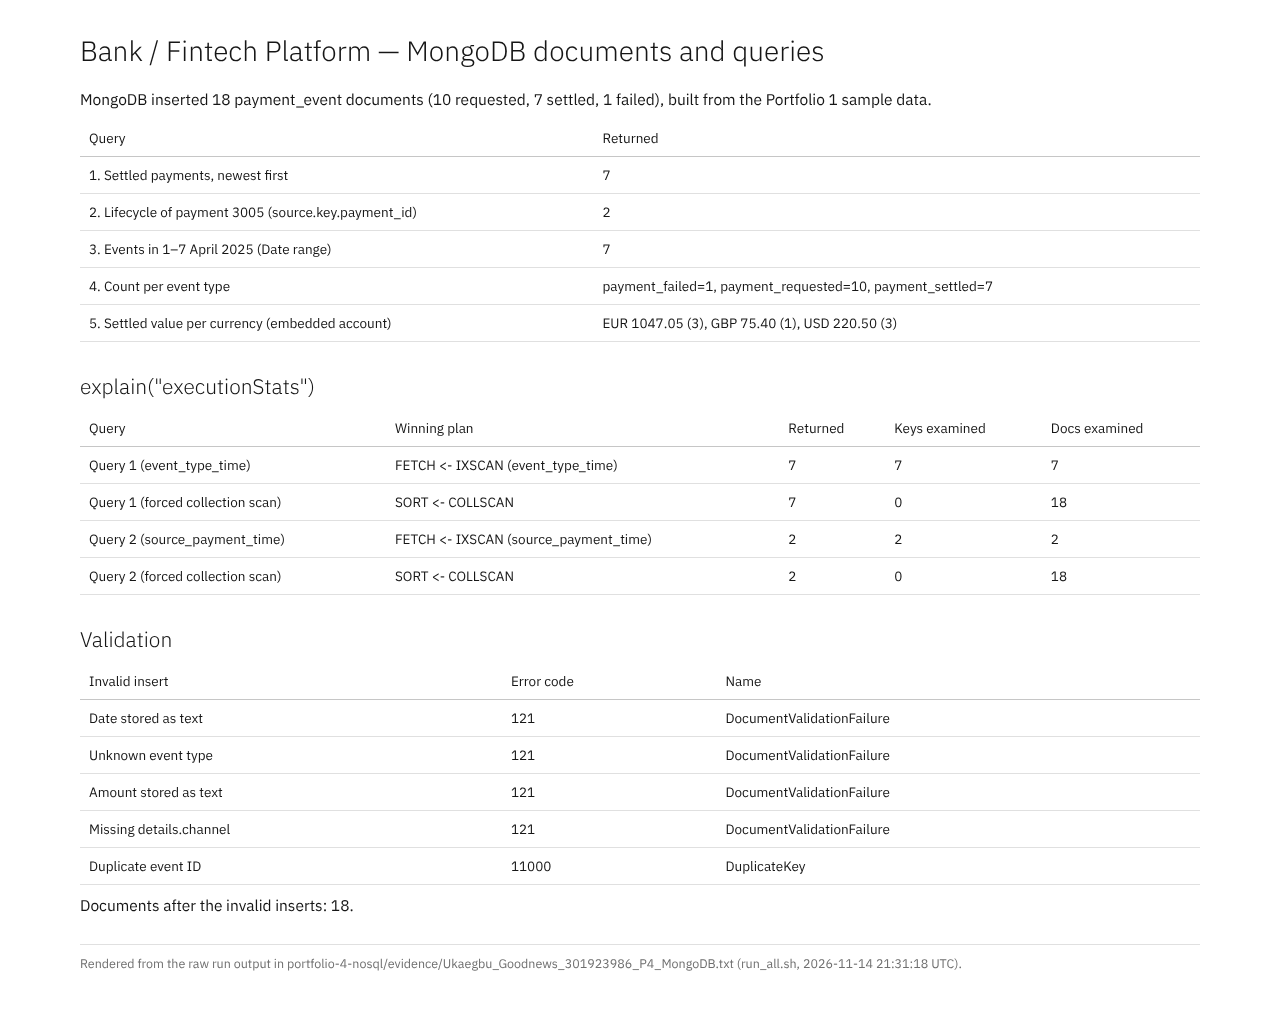 Bank / Fintech Platform — MongoDB documents and queries
MongoDB inserted 18 payment_event documents (10 requested, 7 settled, 1 failed), built from the Portfolio 1 sample data.
Query Returned
1. Settled payments, newest first 7
2. Lifecycle of payment 3005 (source.key.payment_id) 2
3. Events in 1–7 April 2025 (Date range) 7
4. Count per event type payment_failed=1, payment_requested=10, payment_settled=7
5. Settled value per currency (embedded account) EUR 1047.05 (3), GBP 75.40 (1), USD 220.50 (3)
explain("executionStats")
Query Winning plan Returned Keys examined Docs examined
Query 1 (event_type_time) FETCH <- IXSCAN (event_type_time) 7 7 7
Query 1 (forced collection scan) SORT <- COLLSCAN 7 0 18
Query 2 (source_payment_time) FETCH <- IXSCAN (source_payment_time) 2 2 2
Query 2 (forced collection scan) SORT <- COLLSCAN 2 0 18
Validation
Invalid insert Error code Name
Date stored as text 121 DocumentValidationFailure
Unknown event type 121 DocumentValidationFailure
Amount stored as text 121 DocumentValidationFailure
Missing details.channel 121 DocumentValidationFailure
Duplicate event ID 11000 DuplicateKey
Documents after the invalid inserts: 18.
Rendered from the raw run output in portfolio-4-nosql/evidence/Ukaegbu_Goodnews_301923986_P4_MongoDB.txt (run_all.sh, 2026-11-14 21:31:18 UTC).